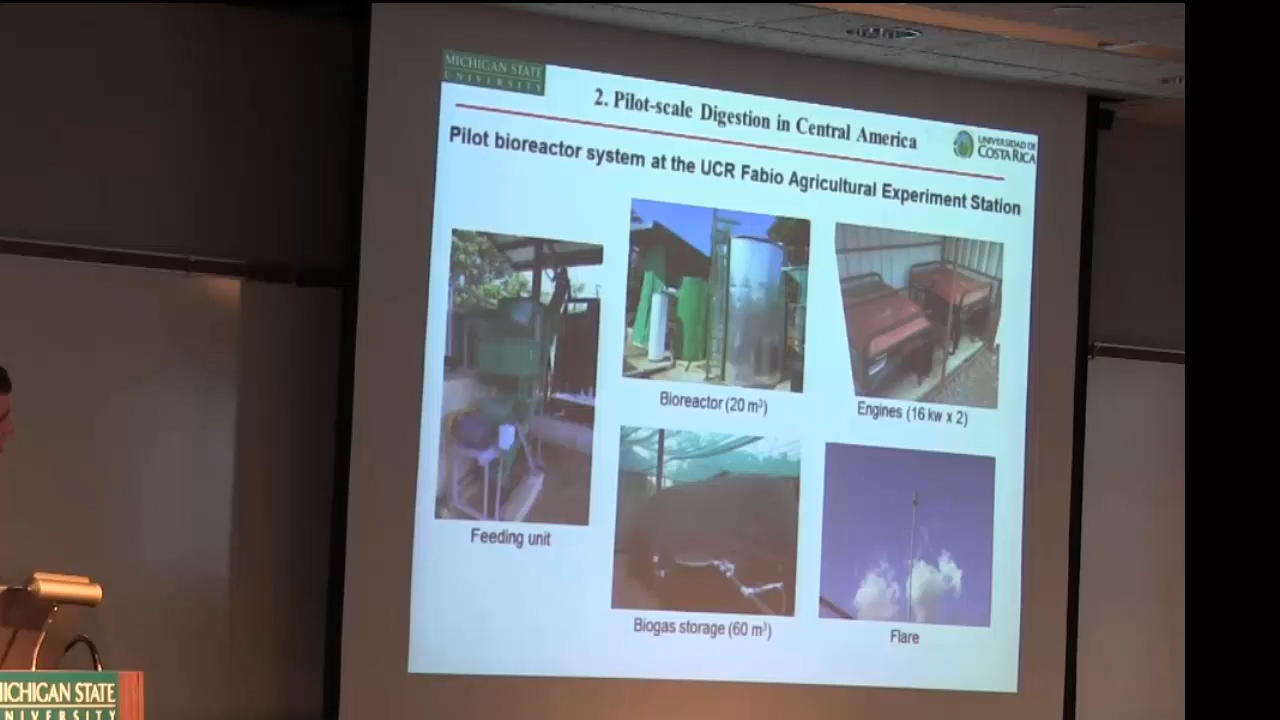 MICHIGAN STATE
UNIVERSITY
2. Pilot-scale Digestion in Central America
UNIVERSIDAD DE
COSTA RICA
Pilot bioreactor system at the UCR Fabio Agricultural Experiment Station
Bioreactor (20 m³)
Engines (16 kw x 2)
Feeding unit
Biogas storage (60 m³)
Flare
MICHIGAN STATE
UNIVERSITY